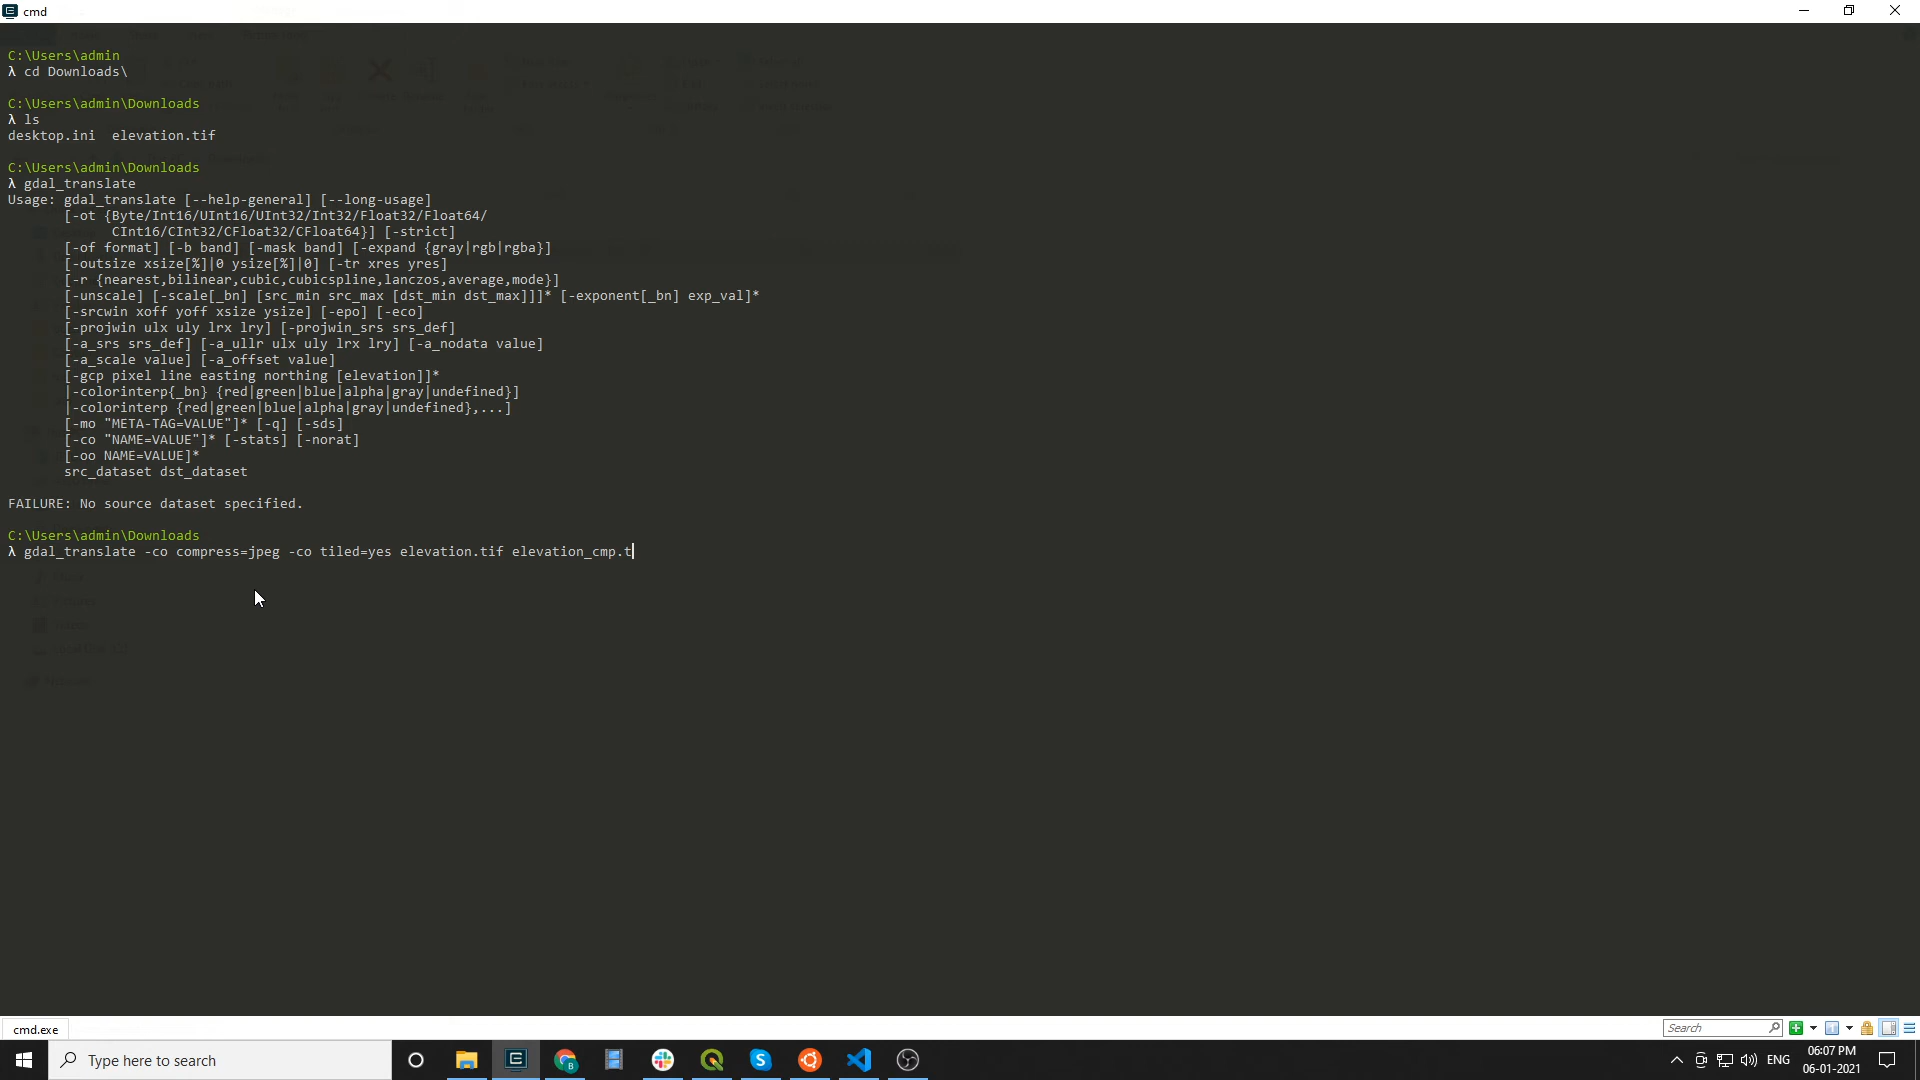 cmd
C:\Users\admin
λ cd Downloads\
C:\Users\admin\Downloads
λ ls
desktop.ini  elevation.tif
C:\Users\admin\Downloads
λ gdal_translate
Usage: gdal_translate [--help-general] [--long-usage]
       [-ot {Byte/Int16/UInt16/UInt32/Int32/Float32/Float64/
             CInt16/CInt32/CFloat32/CFloat64}] [-strict]
       [-of format] [-b band] [-mask band] [-expand {gray|rgb|rgba}]
       [-outsize xsize[%]|0 ysize[%]|0] [-tr xres yres]
       [-r {nearest,bilinear,cubic,cubicspline,lanczos,average,mode}]
       [-unscale] [-scale[_bn] [src_min src_max [dst_min dst_max]]]* [-exponent[_bn] exp_val]*
       [-srcwin xoff yoff xsize ysize] [-epo] [-eco]
       [-projwin ulx uly lrx lry] [-projwin_srs srs_def]
       [-a_srs srs_def] [-a_ullr ulx uly lrx lry] [-a_nodata value]
       [-a_scale value] [-a_offset value]
       [-gcp pixel line easting northing [elevation]]*
       |-colorinterp{_bn} {red|green|blue|alpha|gray|undefined}]
       |-colorinterp {red|green|blue|alpha|gray|undefined},...]
       [-mo "META-TAG=VALUE"]* [-q] [-sds]
       [-co "NAME=VALUE"]* [-stats] [-norat]
       [-oo NAME=VALUE]*
       src_dataset dst_dataset
FAILURE: No source dataset specified.
C:\Users\admin\Downloads
λ gdal_translate -co compress=jpeg -co tiled=yes elevation.tif elevation_cmp.t
cmd.exe
Search
Type here to search
ENG
06:07 PM
06-01-2021